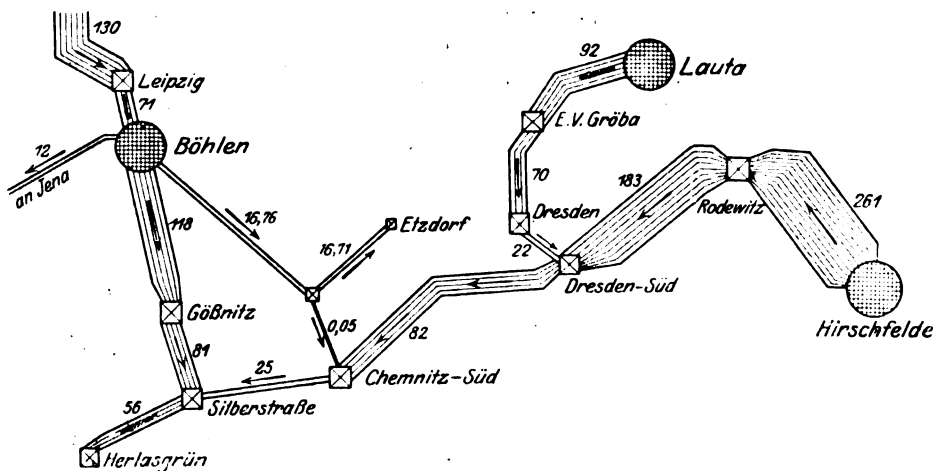 130
92
Lauta
Leipzig
71
E.V. Gröba
Böhlen
12
an Jena
70
183
Rodewitz
261
118
16,76
Etzdorf
16,71
Dresden
22
Dresden-Süd
Gößnitz
0,05
82
Hirschfelde
81
25
Chemnitz-Süd
Silberstraße
56
Herlasgrün